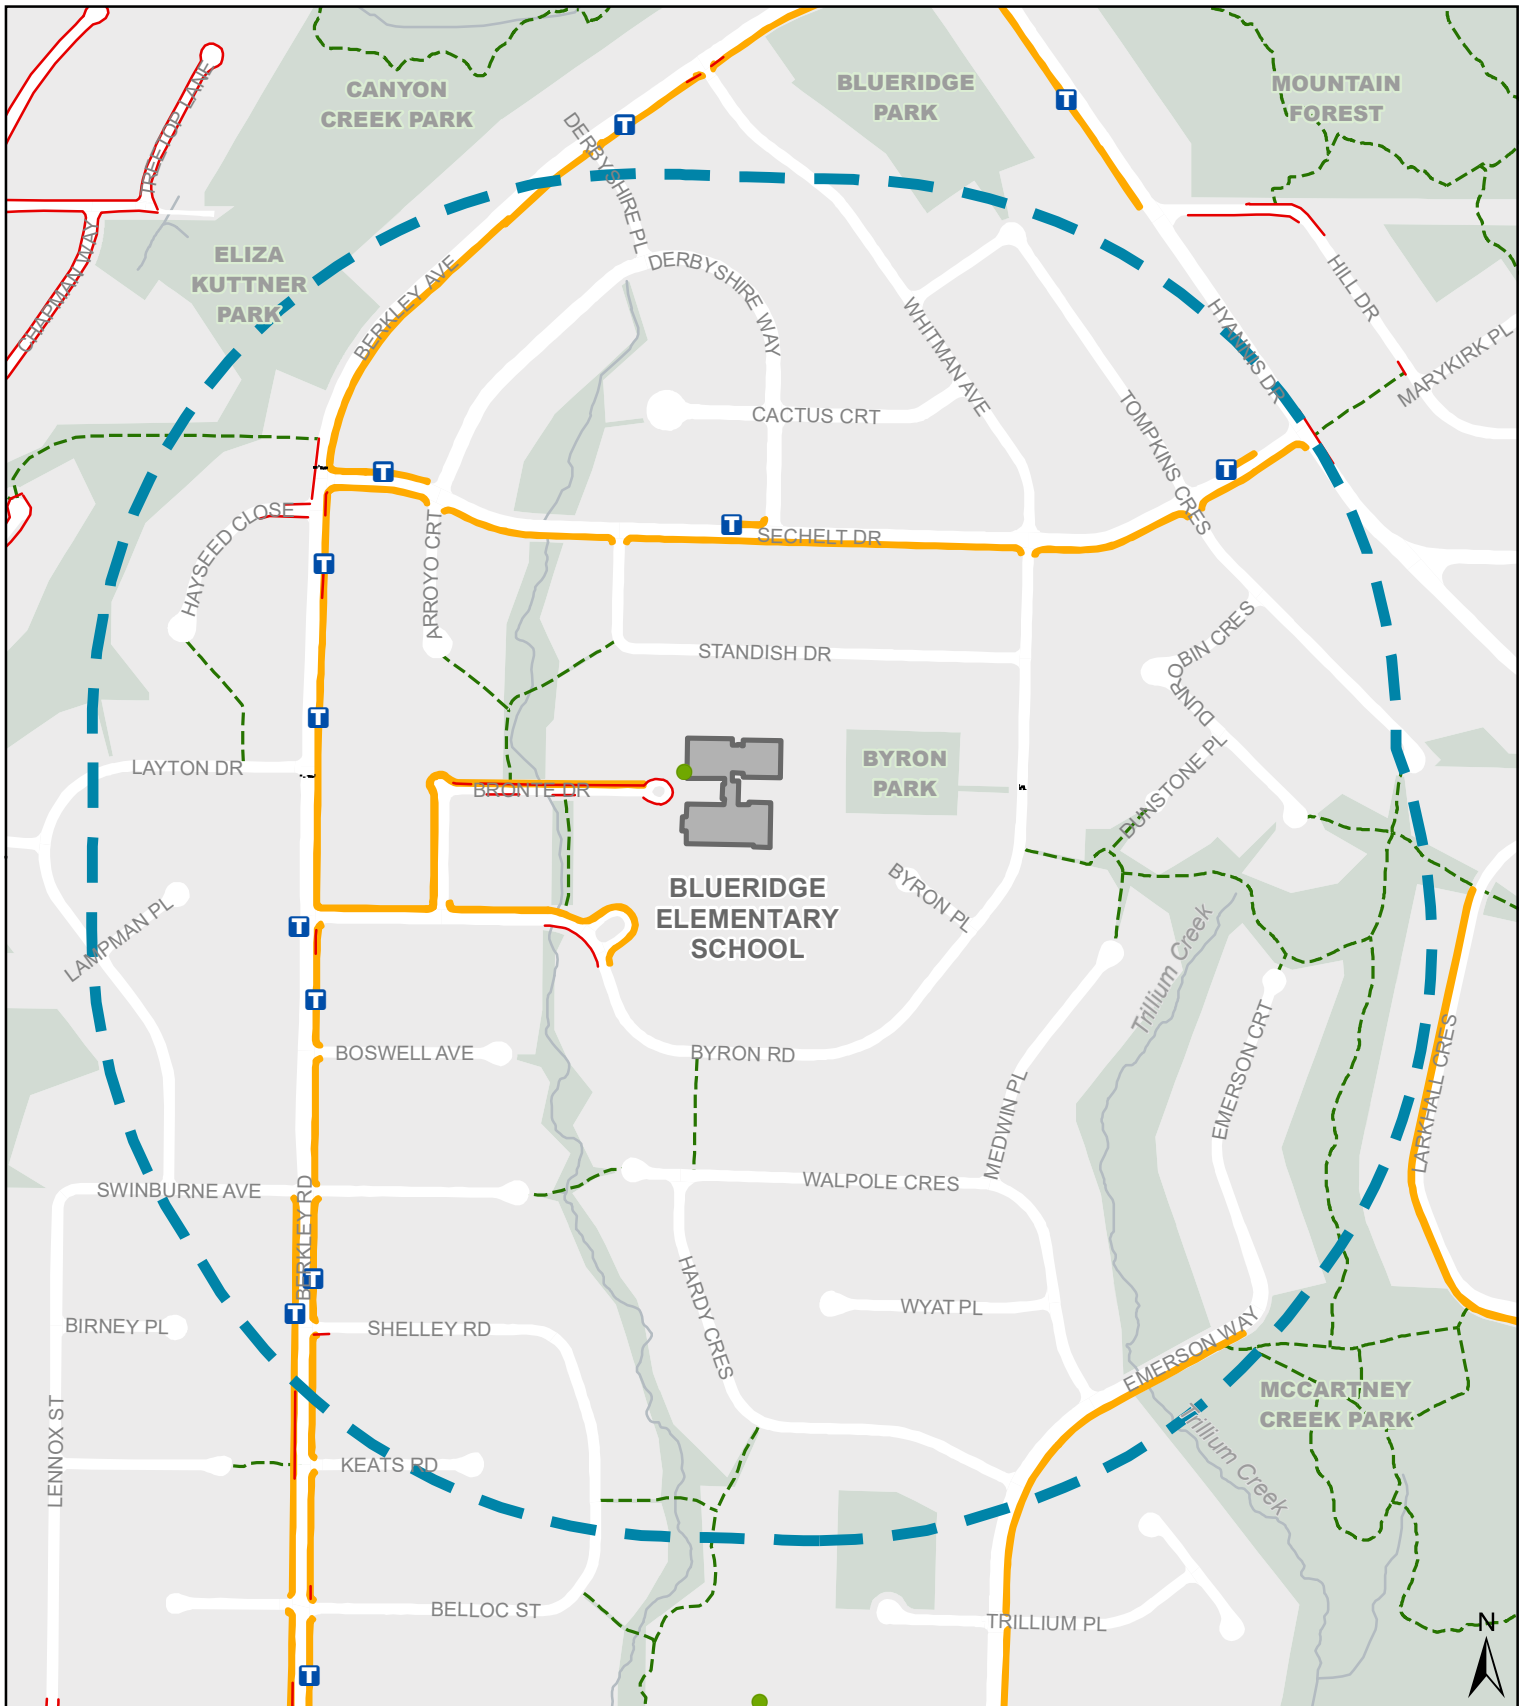 CANYON
CREEK PARK
BLUERIDGE
PARK
MOUNTAIN
FOREST
T
T
TREETOP LANE
DERBYSHIRE PL
ELIZA
KUTTNER
PARK
CHAPMAN WAY
BERKLEY AVE
DERBYSHIRE WAY
WHITMAN AVE
HYANNIS DR
HILL DR
MARYKIRK PL
CACTUS CRT
TOMPKINS CRES
T
T
T
SECHELT DR
HAYSEED CLOSE
T
ARROYO CRT
STANDISH DR
DUNROBIN CRES
T
LAYTON DR
BRONTE DR
BYRON
PARK
BUNSTONE PL
BLUERIDGE
ELEMENTARY
SCHOOL
BYRON PL
LAMPMAN PL
T
Trillium Creek
T
BOSWELL AVE
BYRON RD
MEDWIN PL
EMERSON CRT
LARKHALL CRES
SWINBURNE AVE
BERKLEY RD
WALPOLE CRES
T
T
HARDY CRES
WYAT PL
BIRNEY PL
SHELLEY RD
EMERSON WAY
MCCARTNEY
CREEK PARK
LENNOX ST
KEATS RD
Trillium Creek
BELLOC ST
TRILLIUM PL
N
T